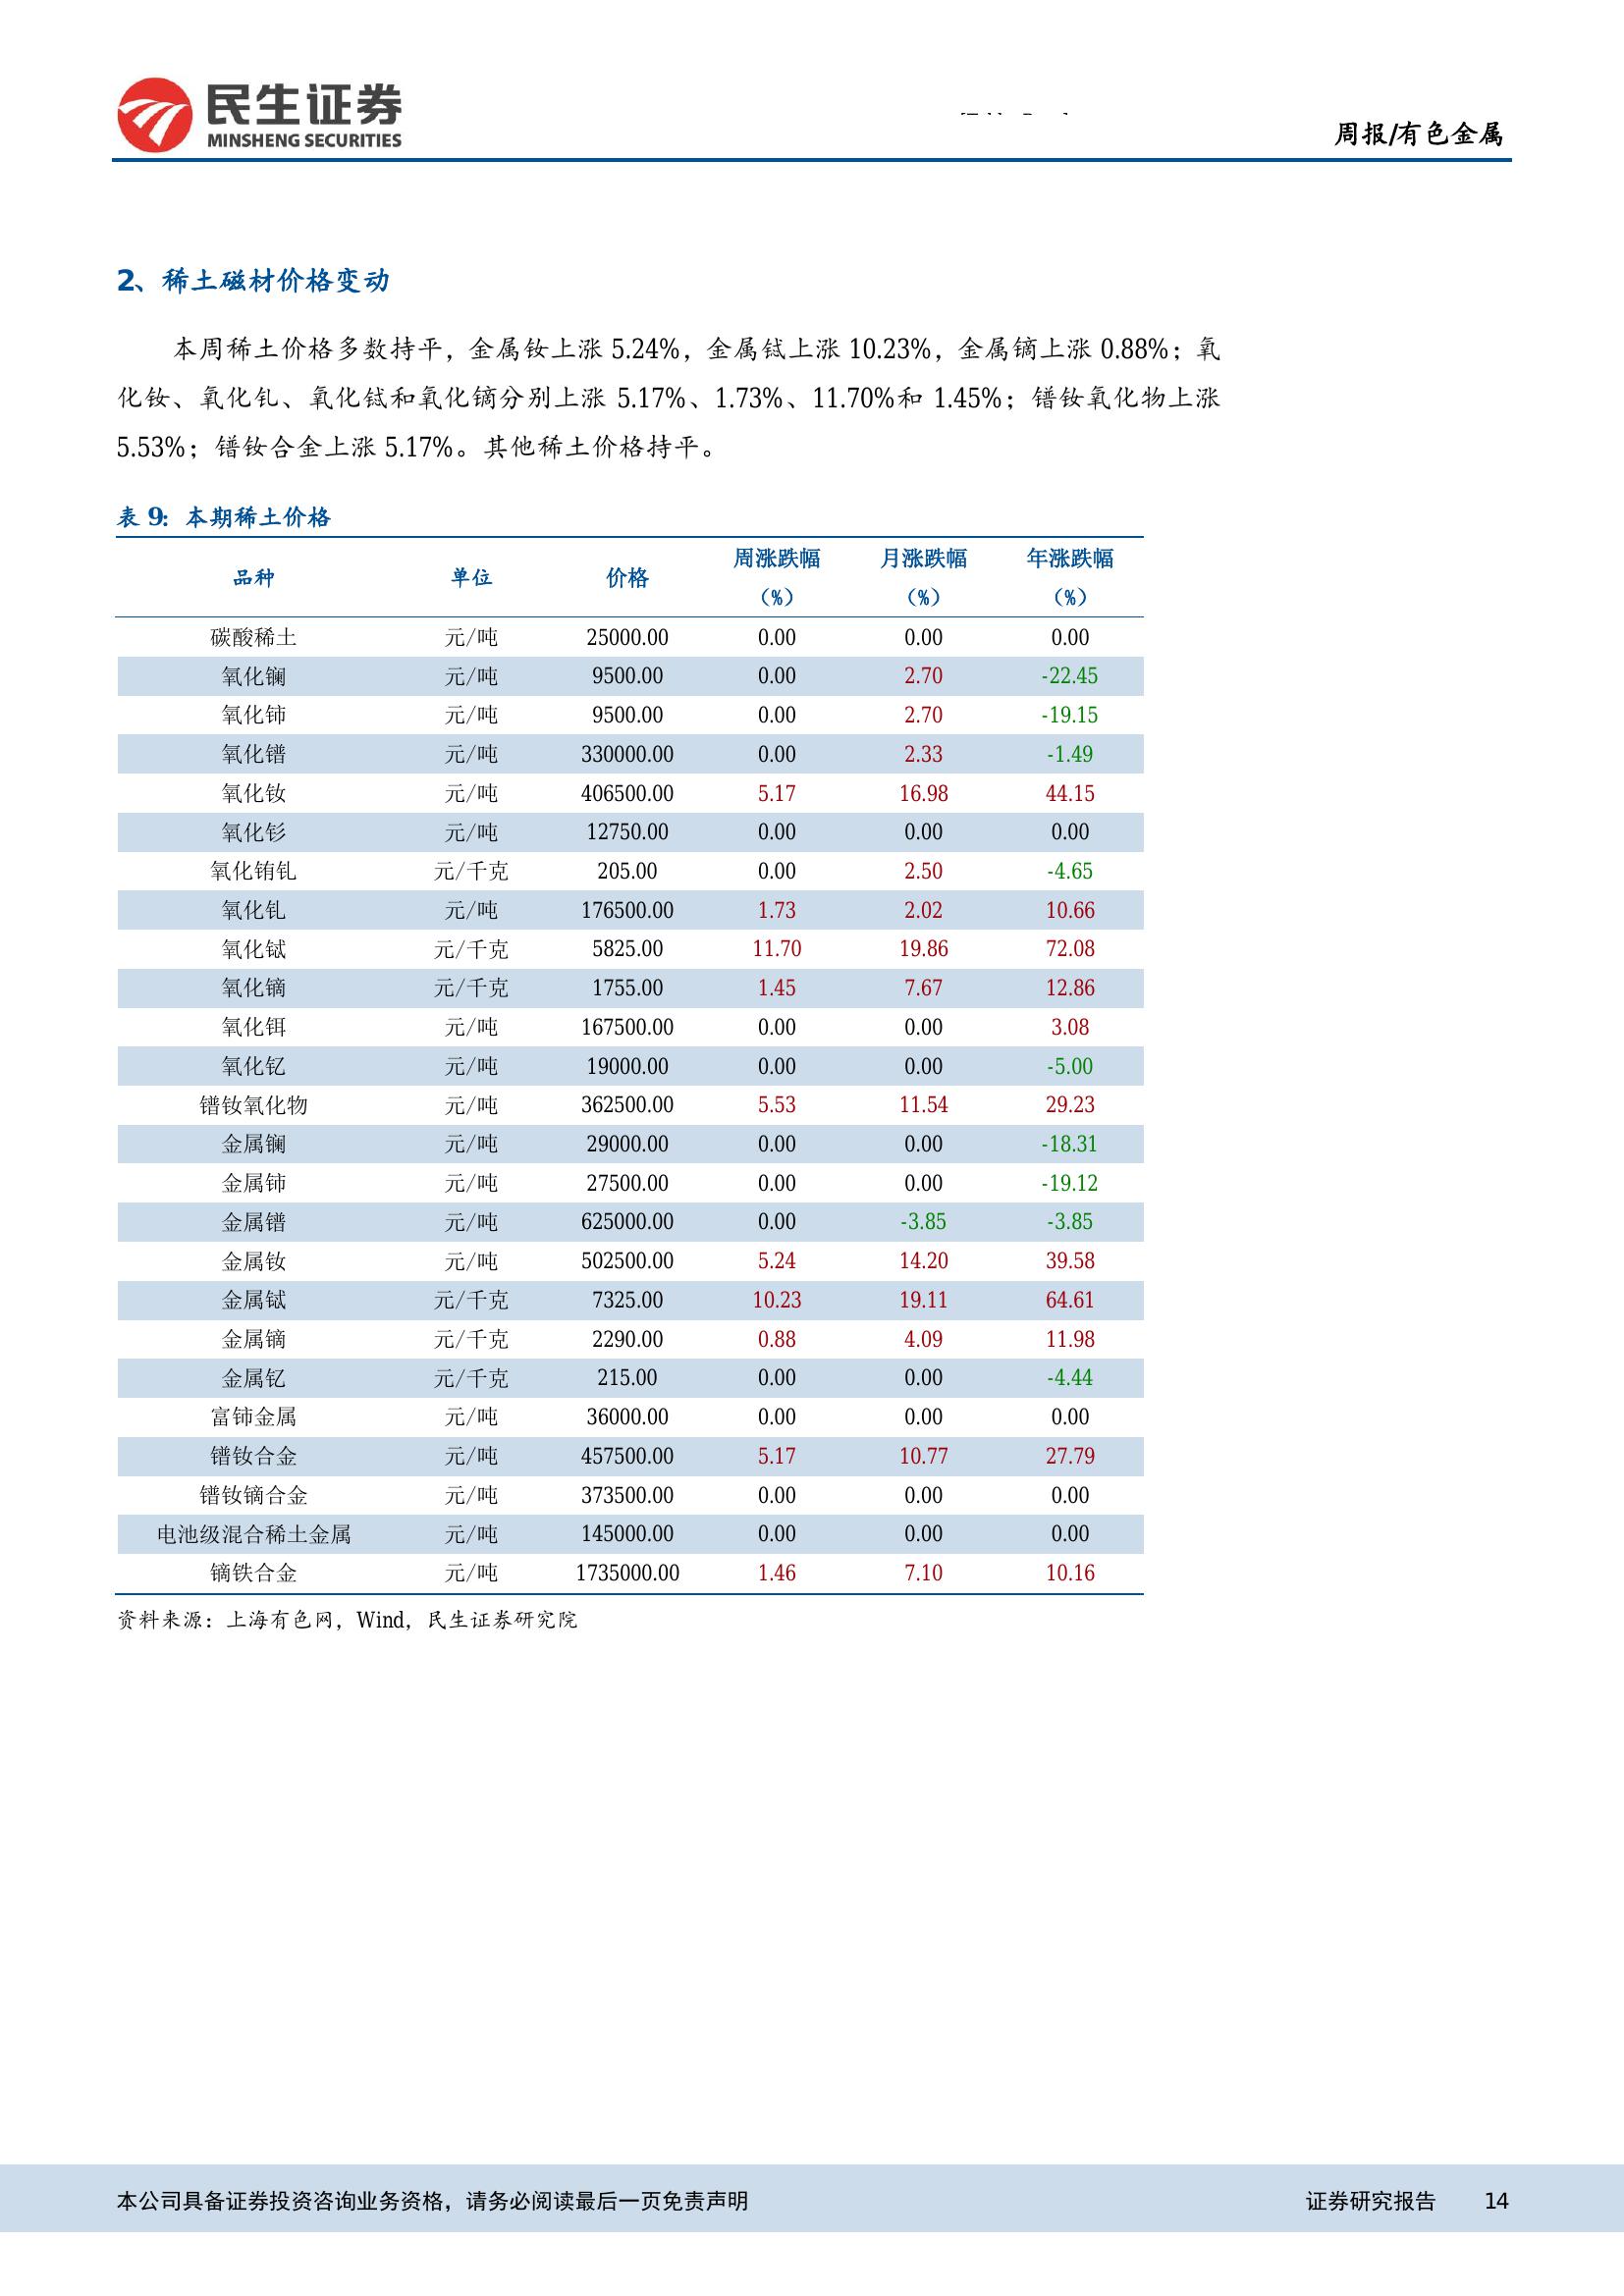 民生证券
MINSHENG SECURITIES
周报/有色金属
2、稀土磁材价格变动
本周稀土价格多数持平，金属钕上涨 5.24%，金属铽上涨 10.23%，金属镝上涨 0.88%；氧
化钕、氧化钆、氧化铽和氧化镝分别上涨 5.17%、1.73%、11.70%和 1.45%；镨钕氧化物上涨
5.53%；镨钕合金上涨 5.17%。其他稀土价格持平。
表 9：本期稀土价格
品种 单位 价格 周涨跌幅（%） 月涨跌幅（%） 年涨跌幅（%）
碳酸稀土 元/吨 25000.00 0.00 0.00 0.00
氧化镧 元/吨 9500.00 0.00 2.70 -22.45
氧化铈 元/吨 9500.00 0.00 2.70 -19.15
氧化镨 元/吨 330000.00 0.00 2.33 -1.49
氧化钕 元/吨 406500.00 5.17 16.98 44.15
氧化钐 元/吨 12750.00 0.00 0.00 0.00
氧化铕钆 元/千克 205.00 0.00 2.50 -4.65
氧化钆 元/吨 176500.00 1.73 2.02 10.66
氧化铽 元/千克 5825.00 11.70 19.86 72.08
氧化镝 元/千克 1755.00 1.45 7.67 12.86
氧化铒 元/吨 167500.00 0.00 0.00 3.08
氧化钇 元/吨 19000.00 0.00 0.00 -5.00
镨钕氧化物 元/吨 362500.00 5.53 11.54 29.23
金属镧 元/吨 29000.00 0.00 0.00 -18.31
金属铈 元/吨 27500.00 0.00 0.00 -19.12
金属镨 元/吨 625000.00 0.00 -3.85 -3.85
金属钕 元/吨 502500.00 5.24 14.20 39.58
金属铽 元/千克 7325.00 10.23 19.11 64.61
金属镝 元/千克 2290.00 0.88 4.09 11.98
金属钇 元/千克 215.00 0.00 0.00 -4.44
富铈金属 元/吨 36000.00 0.00 0.00 0.00
镨钕合金 元/吨 457500.00 5.17 10.77 27.79
镨钕镝合金 元/吨 373500.00 0.00 0.00 0.00
电池级混合稀土金属 元/吨 145000.00 0.00 0.00 0.00
镝铁合金 元/吨 1735000.00 1.46 7.10 10.16
资料来源：上海有色网，Wind，民生证券研究院
本公司具备证券投资咨询业务资格，请务必阅读最后一页免责声明 证券研究报告 14